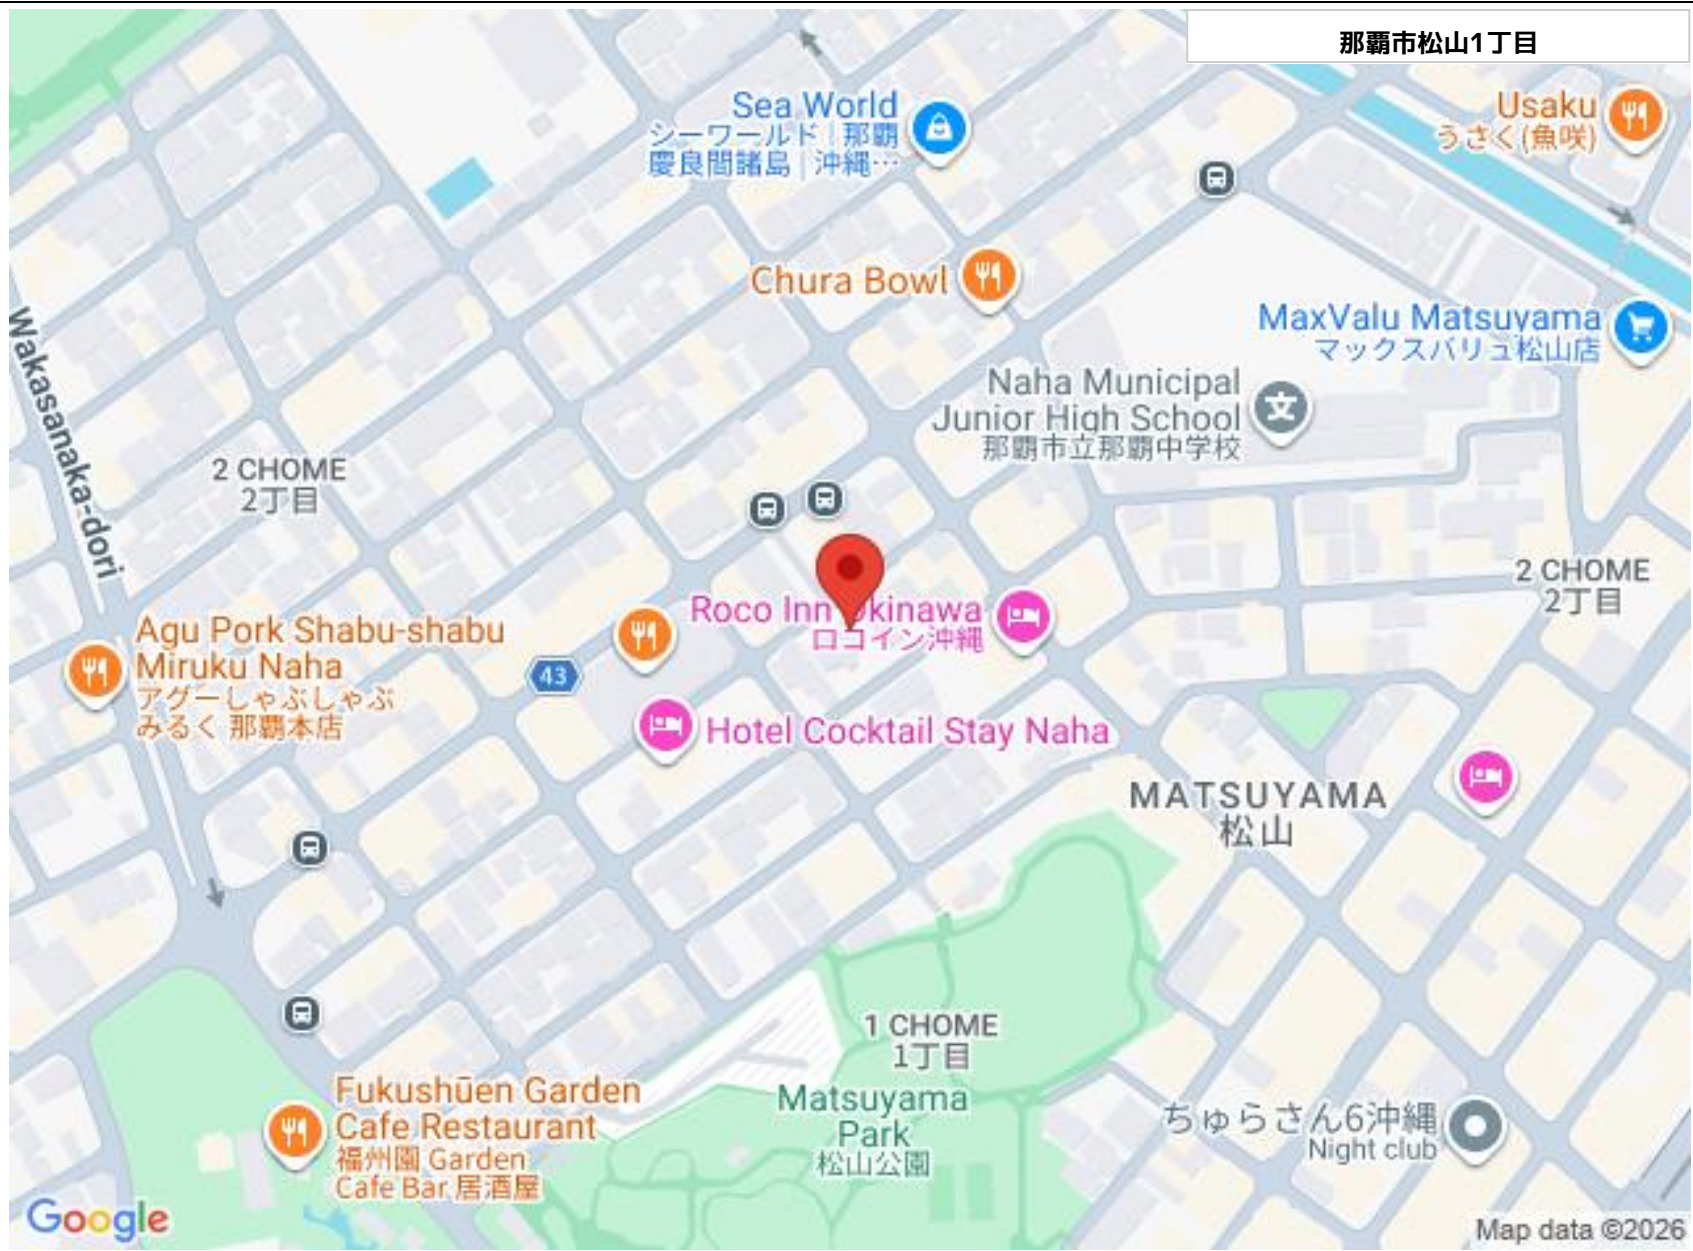 那覇市松山1丁目
Sea World
シーワールド | 那覇
慶良間諸島 | 沖縄…
Usaku
うさく(魚咲)
Chura Bowl
MaxValu Matsuyama
マックスバリュ松山店
Naha Municipal
Junior High School
那覇市立那覇中学校
Wakasanaka-dori
2 CHOME
2丁目
2 CHOME
2丁目
Roco Inn Okinawa
ロコイン沖縄
Agu Pork Shabu-shabu
Miruku Naha
アグーしゃぶしゃぶ
みるく 那覇本店
43
Hotel Cocktail Stay Naha
MATSUYAMA
松山
1 CHOME
1丁目
Matsuyama
Park
松山公園
Fukushūen Garden
Cafe Restaurant
福州園 Garden
Cafe Bar 居酒屋
ちゅらさん6沖縄
Night club
文
Google
Map data ©2026